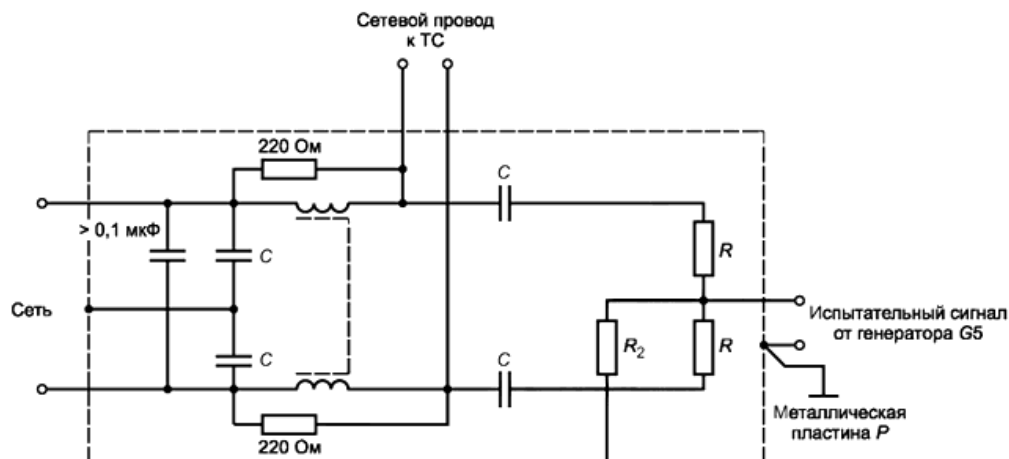 Сетевой провод
к ТС
220 Ом
C
> 0,1 мкФ
C
R
Сеть
Испытательный сигнал
от генератора G5
C
C
R₂
R
Металлическая
пластина P
220 Ом